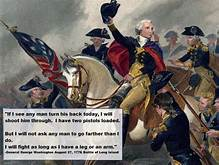 "If I see any man turn his back today, I will
shoot him through.  I have two pistols loaded.
But I will not ask any man to go farther than I
do.
I will fight as long as I have a leg or an arm."
-General George Washington August 27, 1776 Battle of Long Island